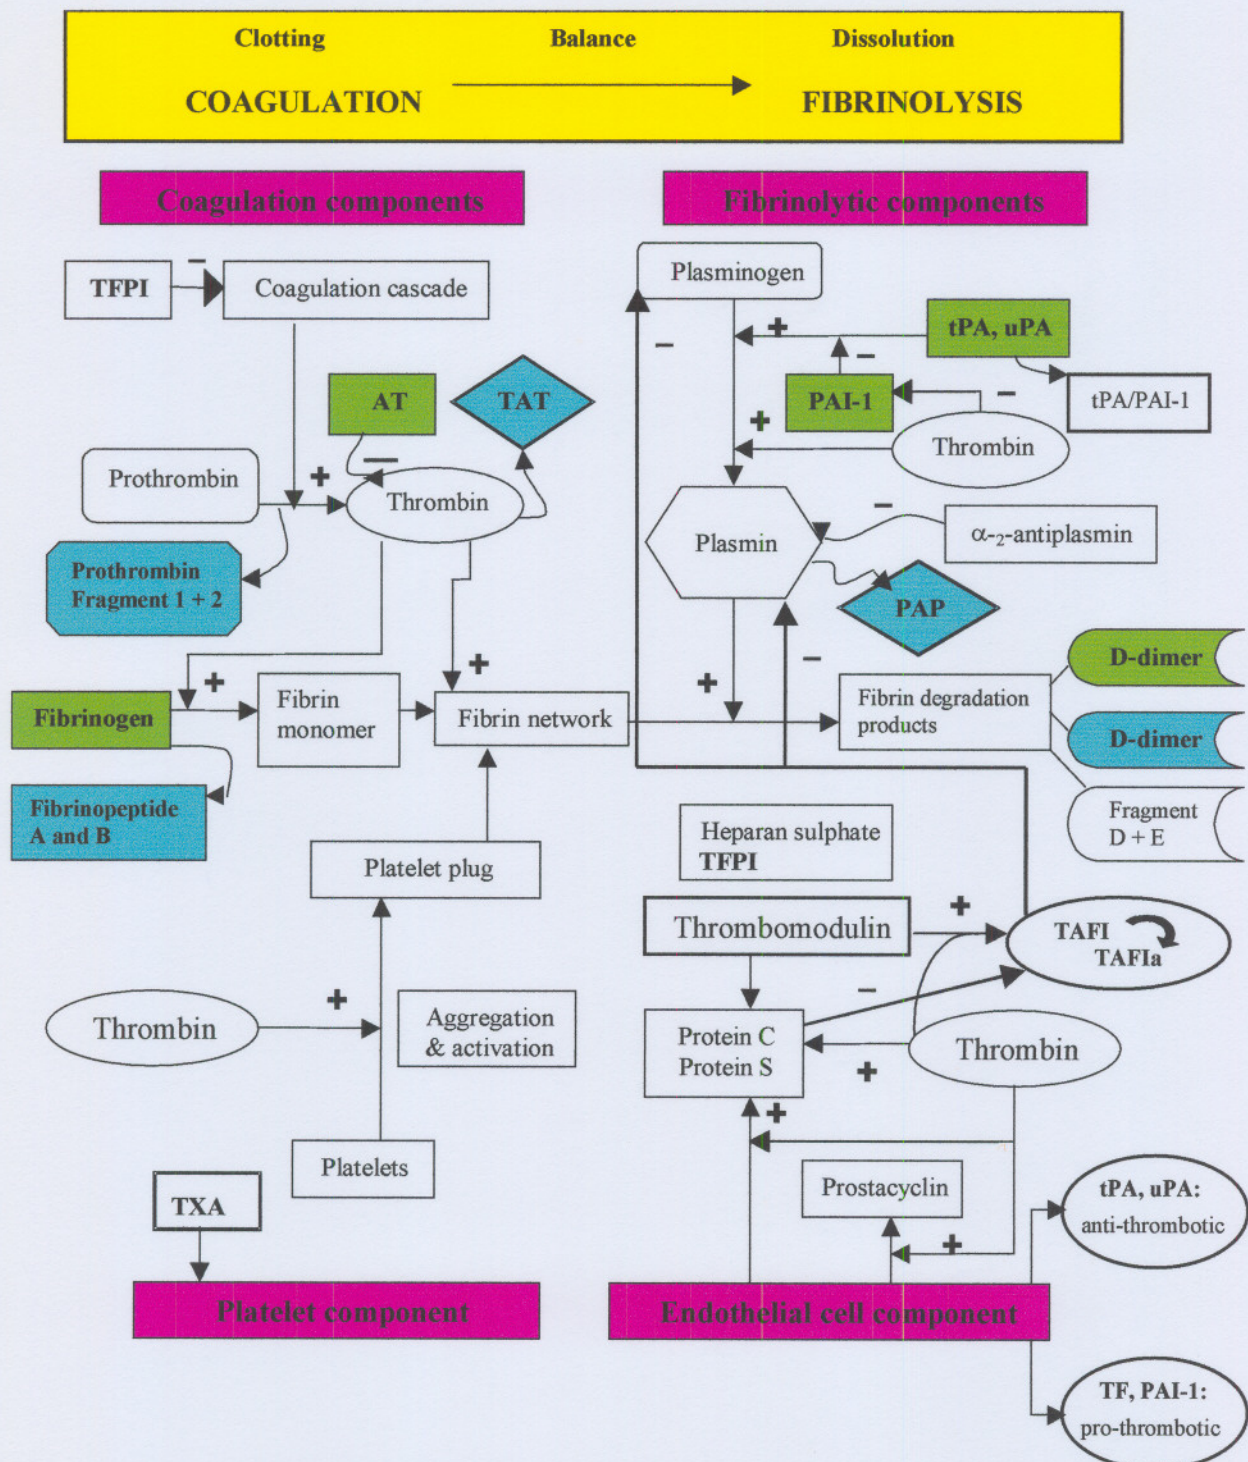 Clotting Balance Dissolution
COAGULATION FIBRINOLYSIS
Coagulation components
Fibrinolytic components
TFPI
−
Coagulation cascade
AT
TAT
−
Prothrombin
+
Thrombin
Prothrombin
Fragment 1 + 2
+
+
Fibrinogen
Fibrin
monomer
Fibrin network
Fibrinopeptide
A and B
Platelet plug
Thrombin
+
Aggregation
& activation
Platelets
TXA
Platelet component
Plasminogen
−
+
tPA, uPA
−
PAI-1
−
tPA/PAI-1
+
Thrombin
Plasmin
−
α-2-antiplasmin
PAP
−
+
Fibrin degradation
products
D-dimer
D-dimer
Fragment
D + E
Heparan sulphate
TFPI
Thrombomodulin
+
TAFI
TAFIa
−
Protein C
Protein S
+
Thrombin
+
Prostacyclin
+
tPA, uPA:
anti-thrombotic
Endothelial cell component
TF, PAI-1:
pro-thrombotic